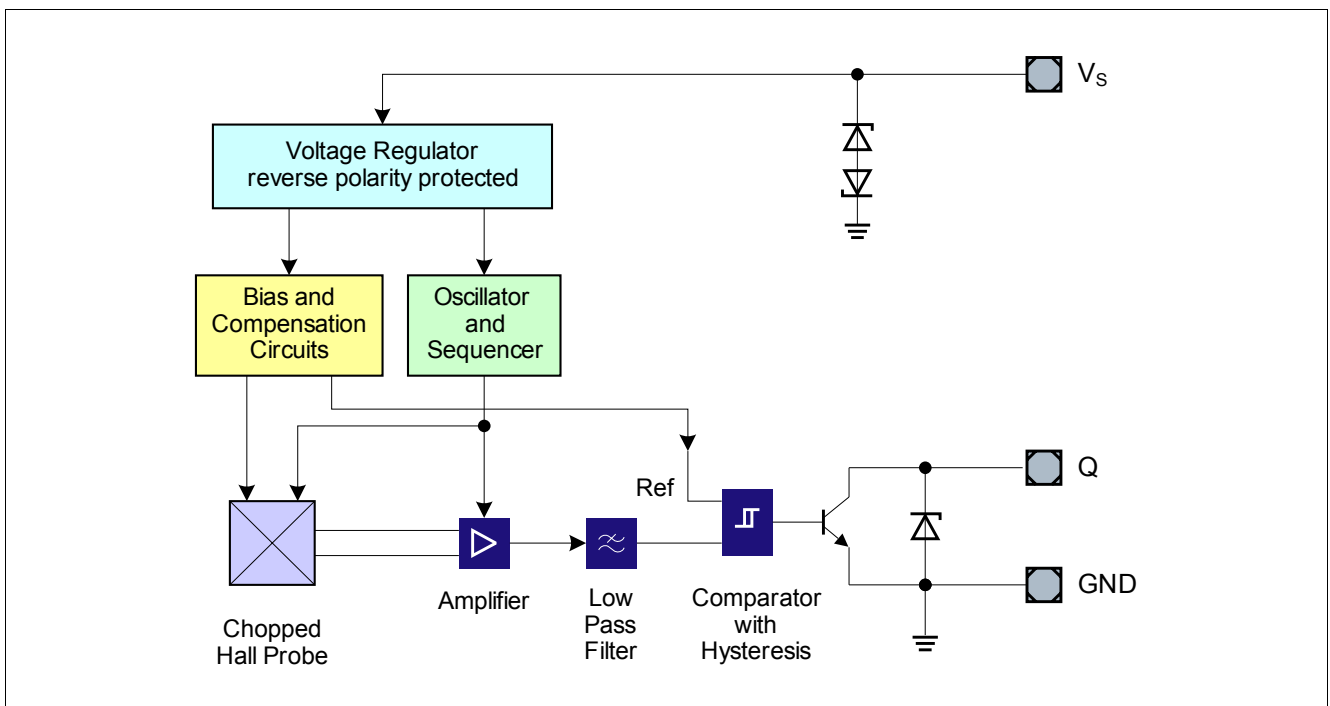 V_S
Voltage Regulator
reverse polarity protected
Bias and
Compensation
Circuits
Oscillator
and
Sequencer
Ref
Q
GND
Amplifier
Low
Pass
Filter
Comparator
with
Hysteresis
Chopped
Hall Probe